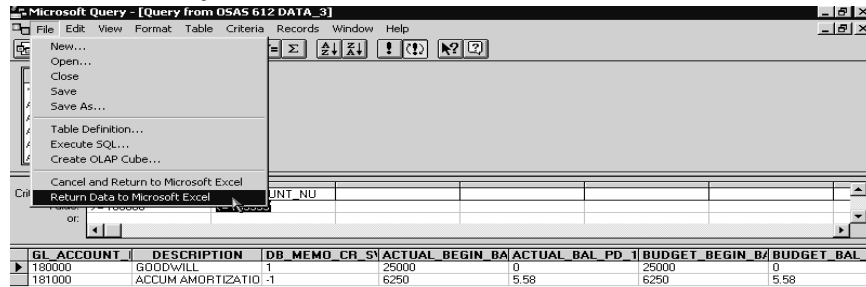 Microsoft Query - [Query from OSAS 612 DATA_3]
File Edit View Format Table Criteria Records Window Help
New...
Open...
Close
Save
Save As...
Table Definition...
Execute SQL...
Create OLAP Cube...
Cancel and Return to Microsoft Excel
Return Data to Microsoft Excel
UNT_NU
or:
GL_ACCOUNT_ DESCRIPTION DB_MEMO_CR_S ACTUAL_BEGIN_BA ACTUAL_BAL_PD_1 BUDGET_BEGIN_BA BUDGET_BAL_
180000 GOODWILL 1 25000 0 25000 0
181000 ACCUM AMORTIZATIO -1 6250 5.58 6250 5.58